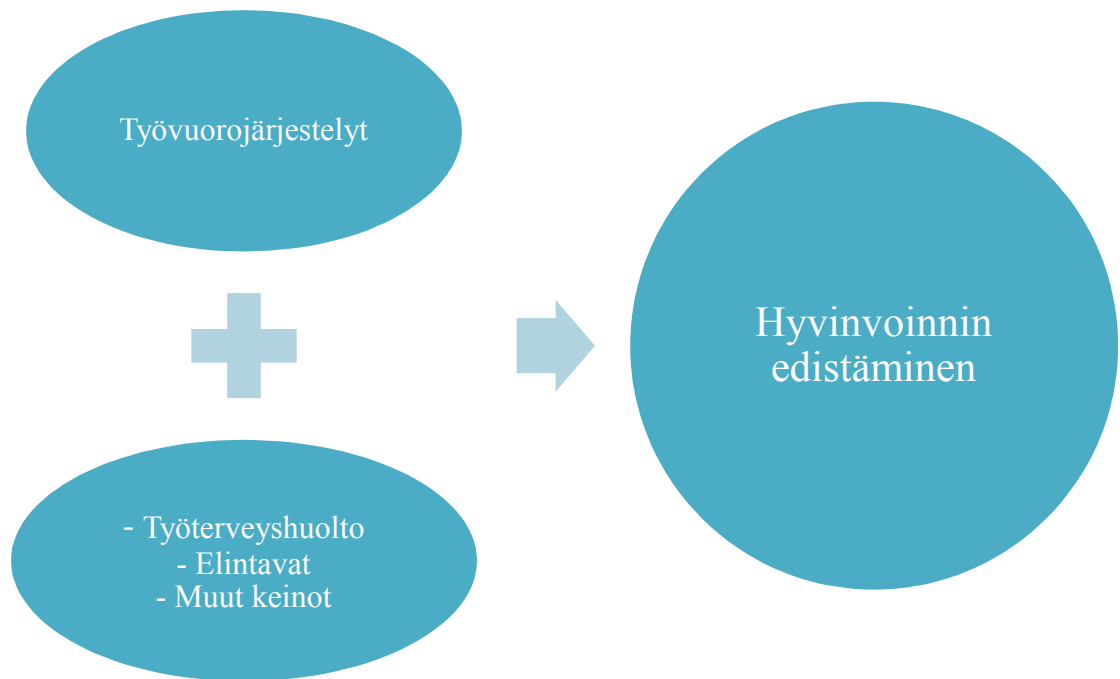 Työvuorojärjestelyt
- Työterveyshuolto
- Elintavat
- Muut keinot
Hyvinvoinnin
edistäminen